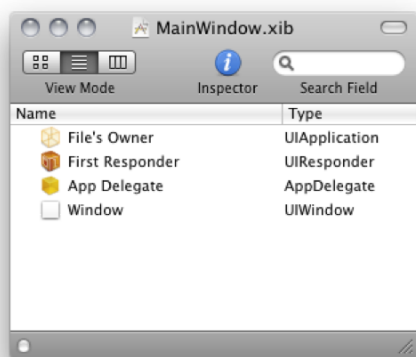 MainWindow.xib
View Mode Inspector Search Field
Name Type
File's Owner UIApplication
First Responder UIResponder
App Delegate AppDelegate
Window UIWindow